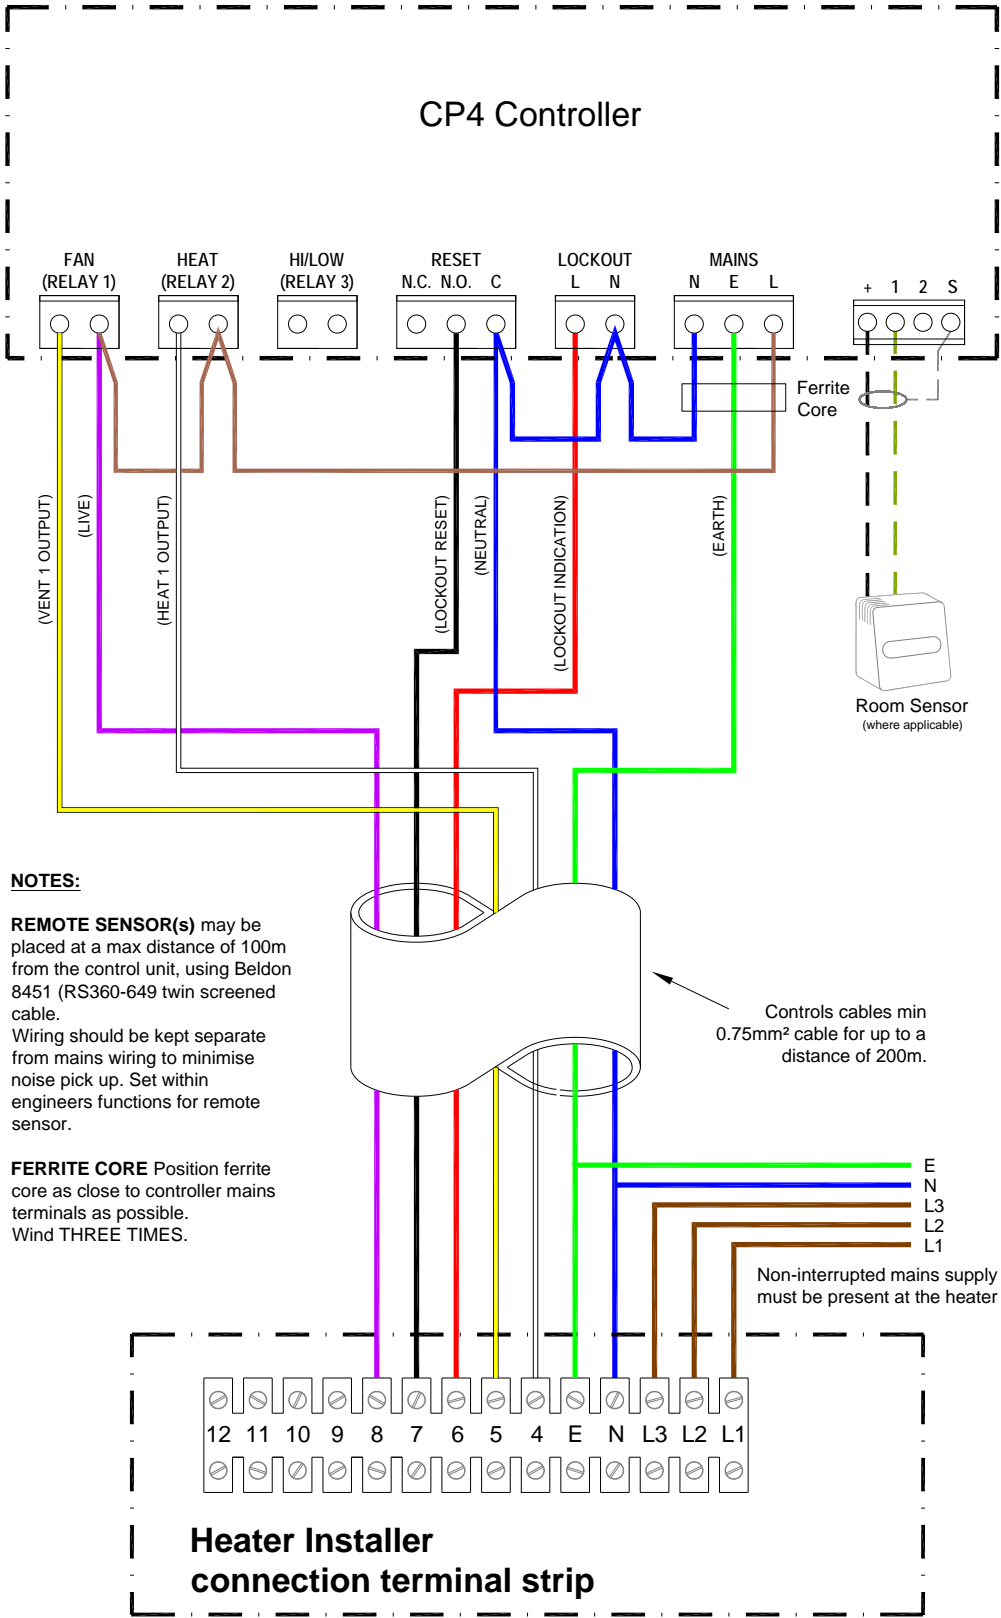 CP4 Controller
FAN
(RELAY 1)
HEAT
(RELAY 2)
HI/LOW
(RELAY 3)
RESET
N.C. N.O. C
LOCKOUT
L N
MAINS
N E L
+ 1 2 S
Ferrite
Core
(VENT 1 OUTPUT)
(LIVE)
(HEAT 1 OUTPUT)
(LOCKOUT RESET)
(NEUTRAL)
(LOCKOUT INDICATION)
(EARTH)
Room Sensor
(where applicable)
NOTES:
REMOTE SENSOR(s) may be
placed at a max distance of 100m
from the control unit, using Beldon
8451 (RS360-649 twin screened
cable.
Wiring should be kept separate
from mains wiring to minimise
noise pick up. Set within
engineers functions for remote
sensor.
FERRITE CORE Position ferrite
core as close to controller mains
terminals as possible.
Wind THREE TIMES.
Controls cables min
0.75mm² cable for up to a
distance of 200m.
E
N
L3
L2
L1
Non-interrupted mains supply
must be present at the heater
12 11 10 9 8 7 6 5 4 E N L3 L2 L1
Heater Installer
connection terminal strip